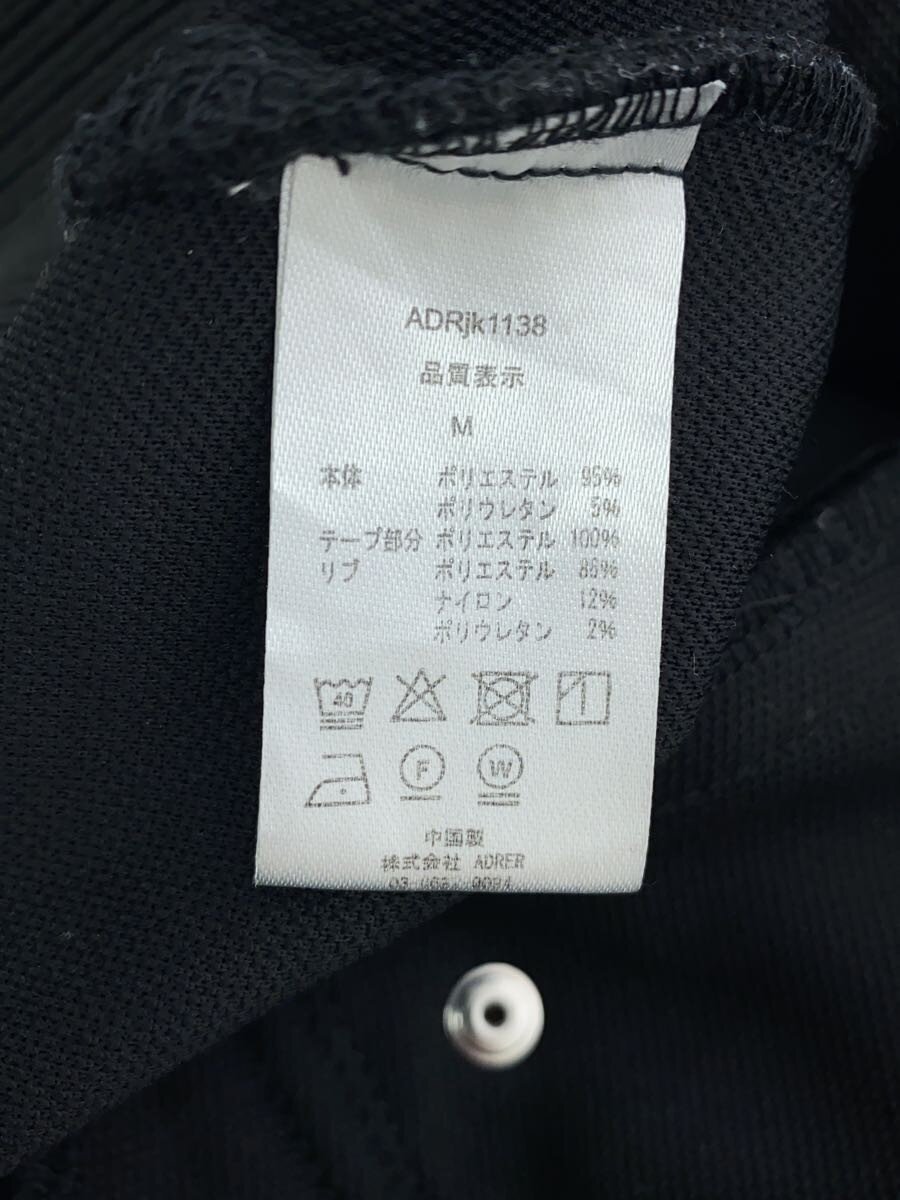 ADRjk1138
品質表示
M
本体 ポリエステル 95%
ポリウレタン 5%
テープ部分 ポリエステル 100%
リブ ポリエステル 86%
ナイロン 12%
ポリウレタン 2%
40
F W
中国製
株式会社 ADRER
03